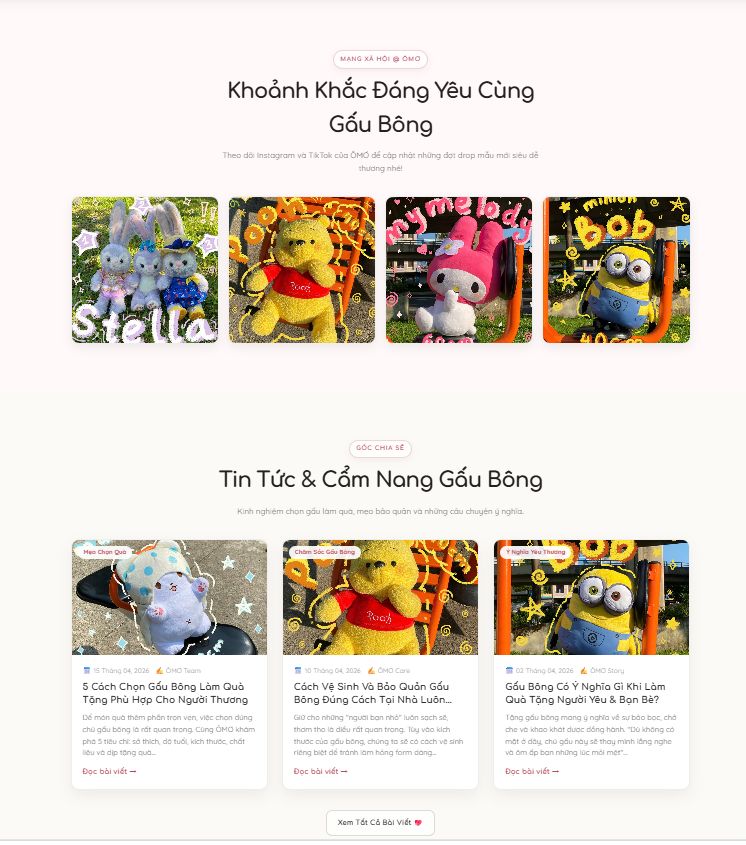 MẠNG XÃ HỘI @ ÔMO
Khoảnh Khắc Đáng Yêu Cùng
Gấu Bông
Theo dõi Instagram và TikTok của ÔMO để cập nhật những đợt drop mẫu mới siêu dễ
thương nhé!
Stella
!!
Pooh
Pooh
my melody
60cm
minion
BOB
40cm
GÓC CHIA SẺ
Tin Tức & Cẩm Nang Gấu Bông
Kinh nghiệm chọn gấu làm quà, mẹo bảo quản và những câu chuyện ý nghĩa.
Mẹo Chọn Quà
Chăm Sóc Gấu Bông
Pooh
Ý Nghĩa Yêu Thương
BOB
15 Tháng 04, 2026 ÔMO Team
5 Cách Chọn Gấu Bông Làm Quà
Tặng Phù Hợp Cho Người Thương
Để món quà thêm phần trọn vẹn, việc chọn đúng
chú gấu bông là rất quan trọng. Cùng ÔMO khám
phá 5 tiêu chí: sở thích, độ tuổi, kích thước, chất
liệu và dịp tặng quà...
Đọc bài viết →
10 Tháng 04, 2026 ÔMO Care
Cách Vệ Sinh Và Bảo Quản Gấu
Bông Đúng Cách Tại Nhà Luôn...
Giữ cho những "người bạn nhỏ" luôn sạch sẽ,
thơm tho là điều rất quan trọng. Tùy vào kích
thước của gấu bông, chúng ta sẽ có cách vệ sinh
riêng biệt để tránh làm hỏng form dáng...
Đọc bài viết →
02 Tháng 04, 2026 ÔMO Story
Gấu Bông Có Ý Nghĩa Gì Khi Làm
Quà Tặng Người Yêu & Bạn Bè?
Tặng gấu bông mang ý nghĩa về sự bảo bọc, chở
che và khao khát được đồng hành. "Dù không có
mặt ở đây, chú gấu này sẽ thay mình lắng nghe
và ôm ấp bạn những lúc mỏi mệt"...
Đọc bài viết →
Xem Tất Cả Bài Viết